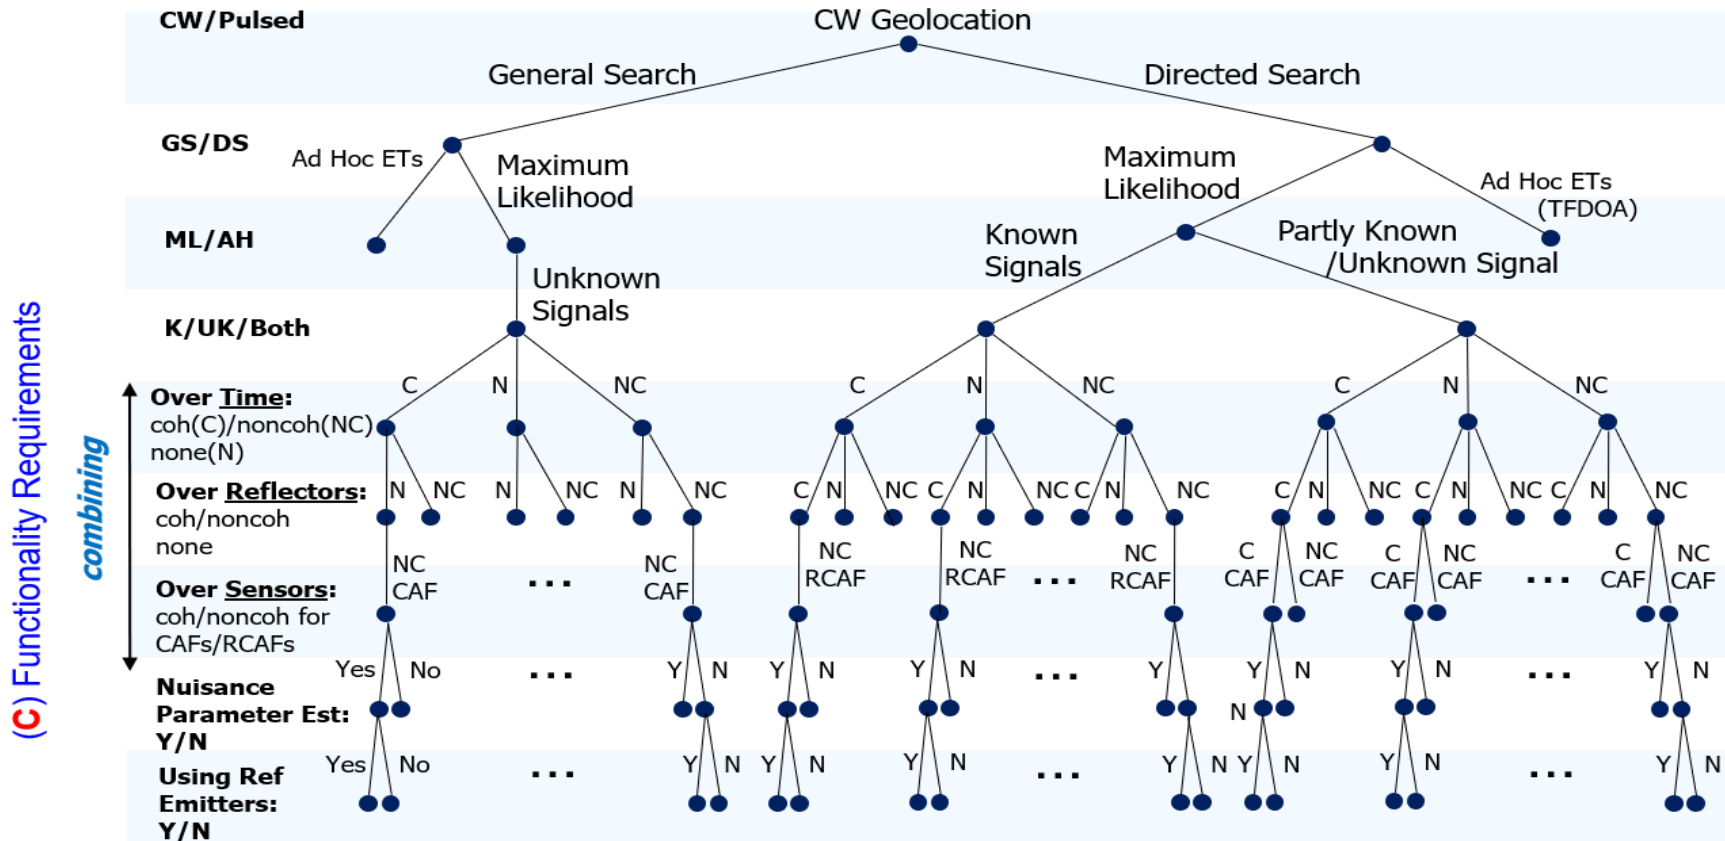 CW/Pulsed
CW Geolocation
General Search
Directed Search
GS/DS
Ad Hoc ETs
Maximum
Likelihood
Maximum
Likelihood
Ad Hoc ETs
(TFDOA)
ML/AH
Unknown
Signals
Known
Signals
Partly Known
/Unknown Signal
K/UK/Both
(C) Functionality Requirements
combining
C N NC C N NC C N NC
Over Time:
coh(C)/noncoh(NC)
none(N)
Over Reflectors:
coh/noncoh
none
N NC N NC N NC C N NC C N NC C N NC C N NC C N NC C N NC
Over Sensors:
coh/noncoh for
CAFs/RCAFs
NC
CAF
...
NC
CAF
NC
RCAF
NC
RCAF
...
NC
RCAF
C
CAF
NC
CAF
C
CAF
NC
CAF
...
C
CAF
NC
CAF
Nuisance
Parameter Est:
Y/N
Yes No ... Y N Y N Y N ... Y N Y N Y N ... Y N
N
Using Ref
Emitters:
Y/N
Yes No ... Y N Y N Y N ... Y N Y N Y N ... Y N